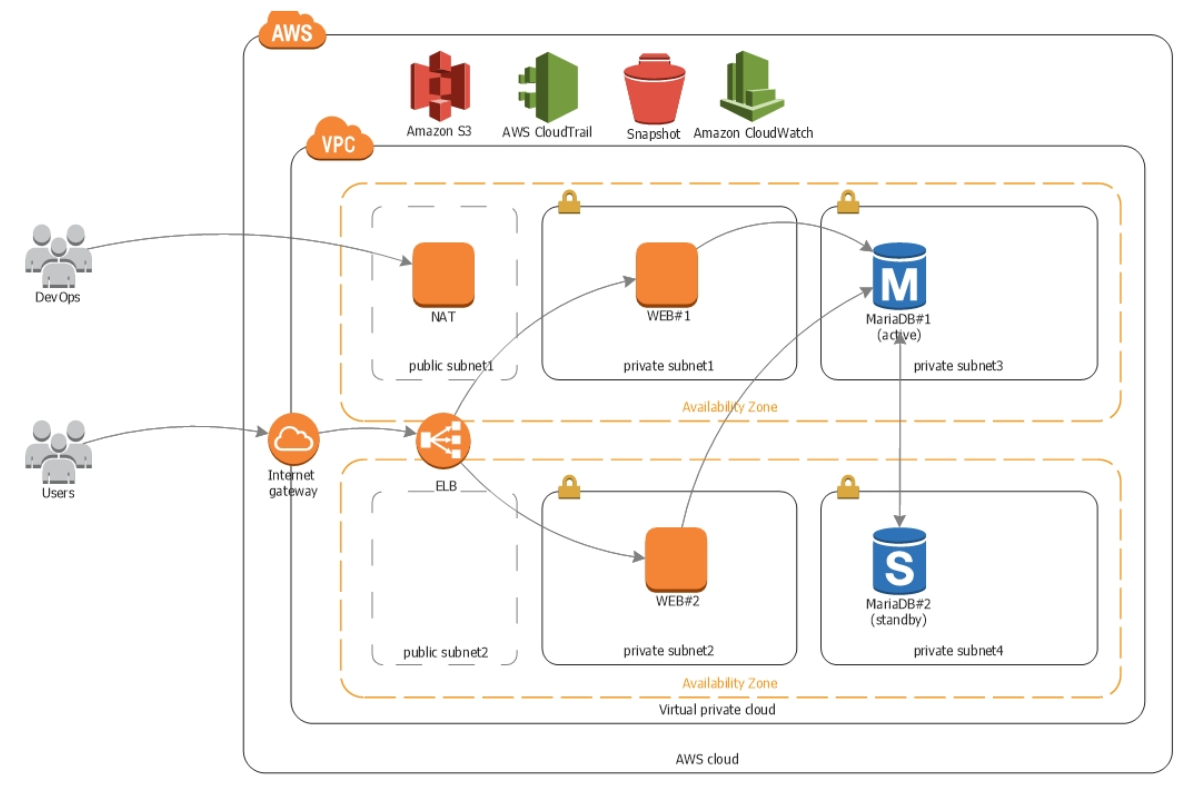 AWS
Amazon S3
AWS CloudTrail
Snapshot
Amazon CloudWatch
VPC
DevOps
NAT
public subnet1
WEB#1
private subnet1
M
MariaDB#1
(active)
private subnet3
Availability Zone
Users
Internet
gateway
ELB
public subnet2
WEB#2
private subnet2
S
MariaDB#2
(standby)
private subnet4
Availability Zone
Virtual private cloud
AWS cloud